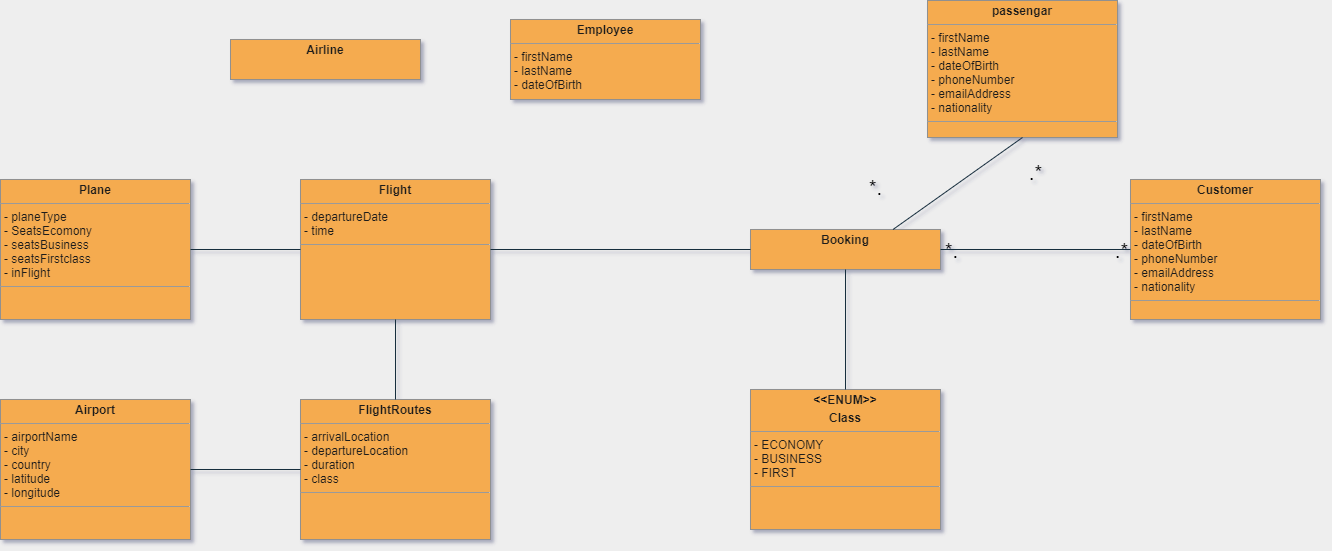 passengar
- firstName
- lastName
- dateOfBirth
- phoneNumber
- emailAddress
- nationality
Employee
- firstName
- lastName
- dateOfBirth
Airline
*.
.*
Plane
- planeType
- SeatsEcomony
- seatsBusiness
- seatsFirstclass
- inFlight
Flight
- departureDate
- time
Booking
*.
.*
Customer
- firstName
- lastName
- dateOfBirth
- phoneNumber
- emailAddress
- nationality
Airport
- airportName
- city
- country
- latitude
- longitude
FlightRoutes
- arrivalLocation
- departureLocation
- duration
- class
<<ENUM>>
Class
- ECONOMY
- BUSINESS
- FIRST